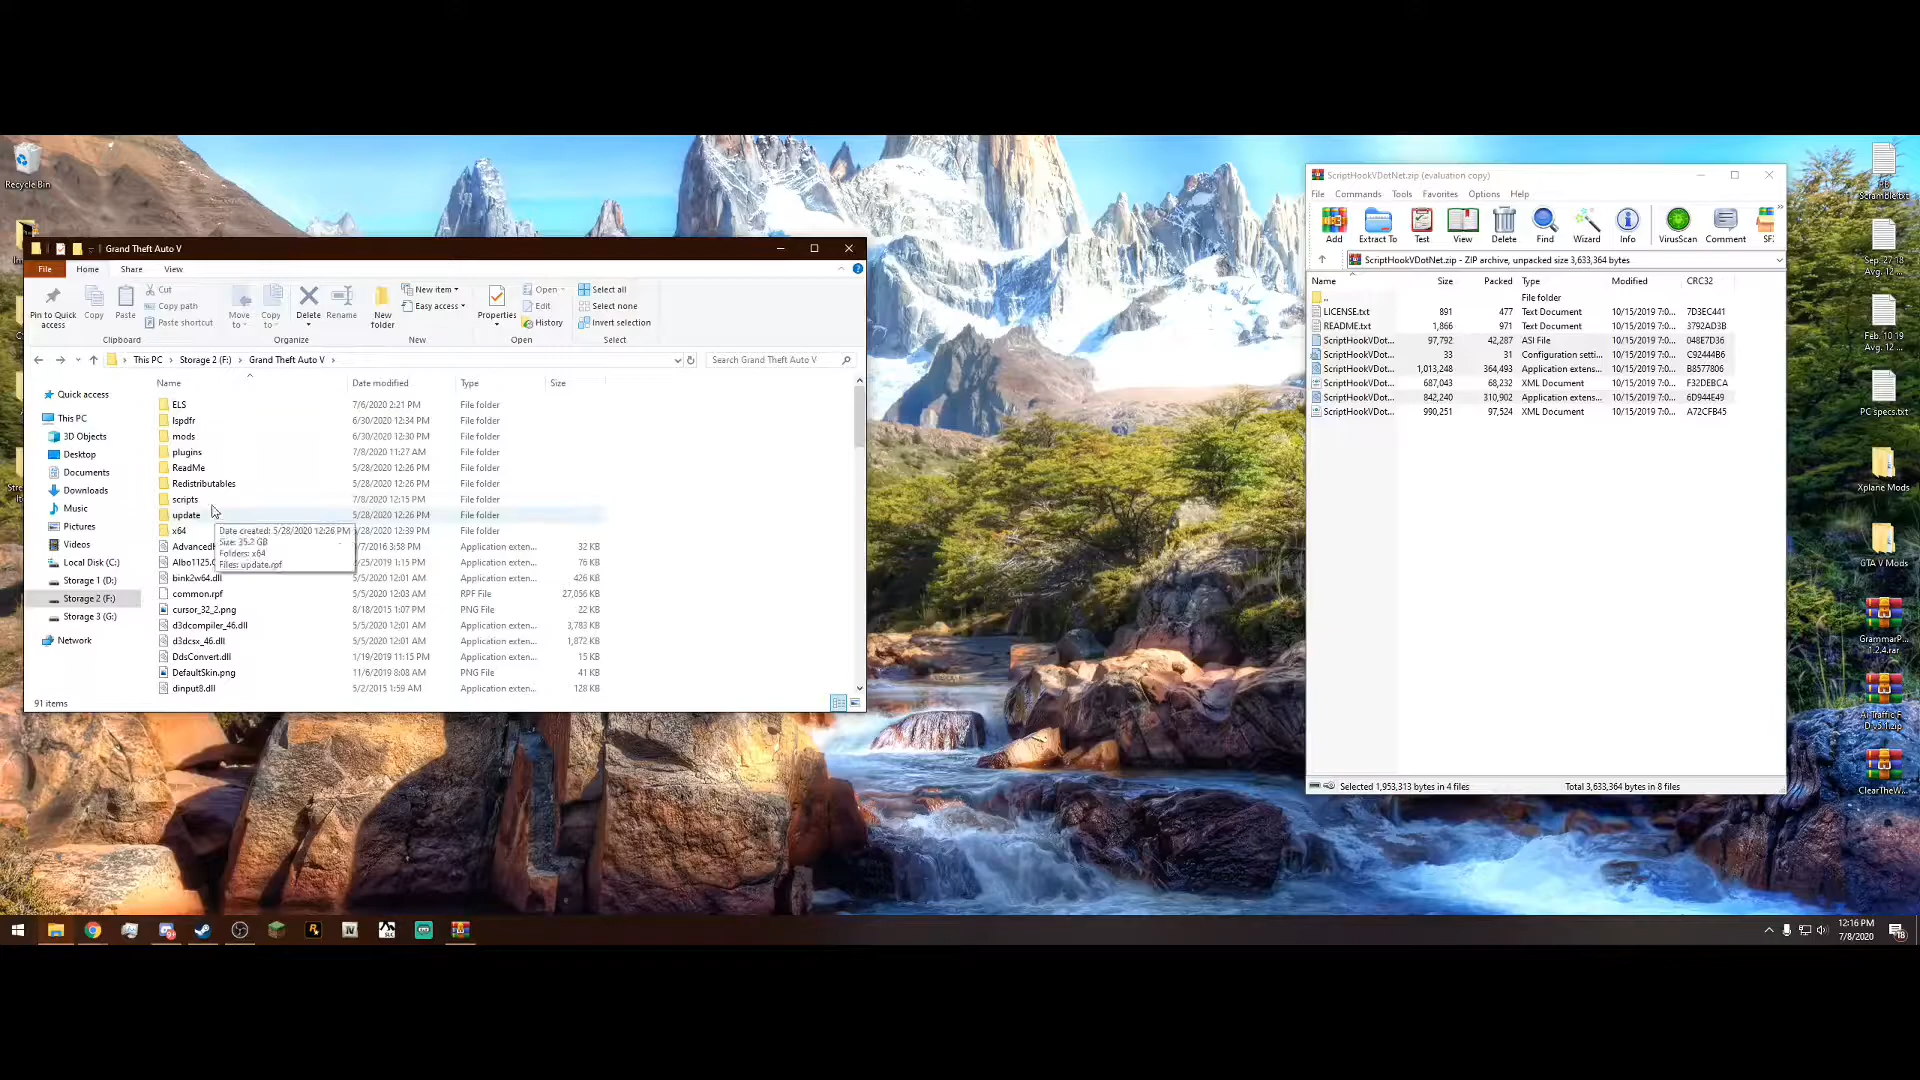 Recycle Bin
Grand Theft Auto V
File
Home
Share
View
Pin to Quick access
Copy
Paste
Cut
Copy path
Paste shortcut
Clipboard
Move to
Copy to
Delete
Rename
Organize
New folder
New item
Easy access
New
Properties
Open
Edit
History
Open
Select all
Select none
Invert selection
Select
This PC
Storage 2 (F:)
Grand Theft Auto V
Search Grand Theft Auto V
Quick access
This PC
3D Objects
Desktop
Documents
Downloads
Music
Pictures
Videos
Local Disk (C:)
Storage 1 (D:)
Storage 2 (F:)
Storage 3 (G:)
Network
Name Date modified Type Size
ELS 7/6/2020 2:21 PM File folder
lspdfr 6/30/2020 12:34 PM File folder
mods 6/30/2020 12:30 PM File folder
plugins 7/8/2020 11:27 AM File folder
ReadMe 5/28/2020 12:26 PM File folder
Redistributables 5/28/2020 12:26 PM File folder
scripts 7/8/2020 12:15 PM File folder
update 5/28/2020 12:26 PM File folder
x64 /28/2020 12:39 PM File folder
Date created: 5/28/2020 12:26 PM
Size: 35.2 GB
Folders: x64
Files: update.rpf
/7/2016 3:58 PM Application exten... 32 KB
Albo1125. /25/2019 1:15 PM Application exten... 76 KB
bink2w64.dll 5/5/2020 12:01 AM Application exten... 426 KB
common.rpf 5/5/2020 12:03 AM RPF File 27,056 KB
cursor_32_2.png 8/18/2015 1:07 PM PNG File 22 KB
d3dcompiler_46.dll 5/5/2020 12:01 AM Application exten... 3,783 KB
d3dcsx_46.dll 5/5/2020 12:01 AM Application exten... 1,872 KB
DdsConvert.dll 1/19/2019 11:15 PM Application exten... 15 KB
DefaultSkin.png 11/6/2019 8:08 AM PNG File 41 KB
dinput8.dll 5/2/2015 1:59 AM Application exten... 128 KB
91 items
ScriptHookVDotNet.zip (evaluation copy)
File Commands Tools Favorites Options Help
Add
Extract To
Test
View
Delete
Find
Wizard
Info
VirusScan
Comment
ScriptHookVDotNet.zip - ZIP archive, unpacked size 3,633,364 bytes
Name Size Packed Type Modified CRC32
.. File folder
LICENSE.txt 891 477 Text Document 10/15/2019 7:0... 7D3EC441
README.txt 1,866 971 Text Document 10/15/2019 7:0... 3792AD3B
ScriptHookVDot... 97,792 42,287 ASI File 10/15/2019 7:0... 048E7D36
ScriptHookVDot... 33 31 Configuration setti... 10/15/2019 7:0... C92444B6
ScriptHookVDot... 1,013,248 364,493 Application extens... 10/15/2019 7:0... B8577806
ScriptHookVDot... 687,043 68,232 XML Document 10/15/2019 7:0... F32DEBCA
ScriptHookVDot... 842,240 310,902 Application extens... 10/15/2019 7:0... 6D944E49
ScriptHookVDot... 990,251 97,524 XML Document 10/15/2019 7:0... A72CFB45
Selected 1,953,313 bytes in 4 files
Total 3,633,364 bytes in 8 files
Scramble.txt
Sep. 27 18
Avg. 12 ...
Feb. 10 19
Avg. 12 ...
PC specs.txt
Xplane Mods
GTA V Mods
GrammarP...
1.2.4.rar
AI Traffic
ClearTheW...
12:16 PM
7/8/2020
18